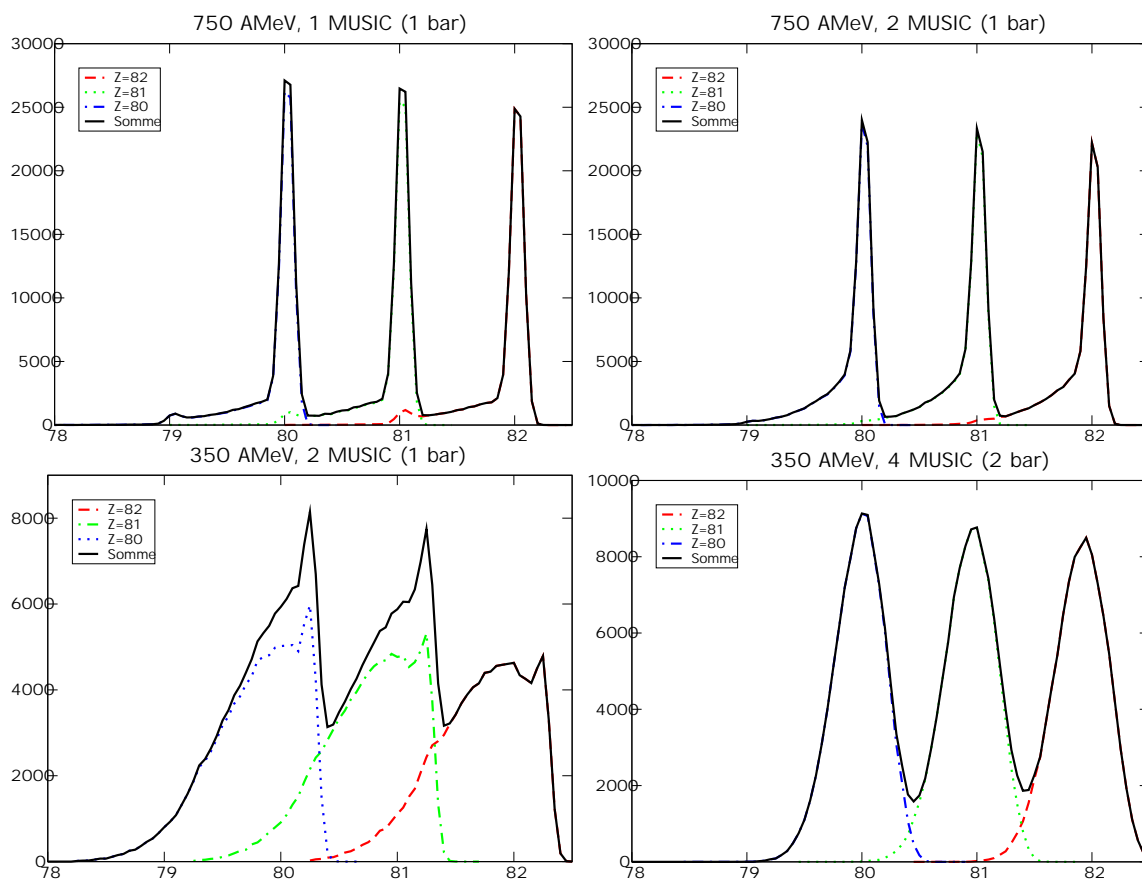 750 AMeV, 1 MUSIC (1 bar)
30000
25000
20000
15000
10000
5000
0
Z=82
Z=81
Z=80
Somme
78 79 80 81 82
750 AMeV, 2 MUSIC (1 bar)
30000
25000
20000
15000
10000
5000
0
Z=82
Z=81
Z=80
Somme
78 79 80 81 82
350 AMeV, 2 MUSIC (1 bar)
8000
6000
4000
2000
0
Z=82
Z=81
Z=80
Somme
78 79 80 81 82
350 AMeV, 4 MUSIC (2 bar)
10000
8000
6000
4000
2000
0
Z=82
Z=81
Z=80
Somme
78 79 80 81 82